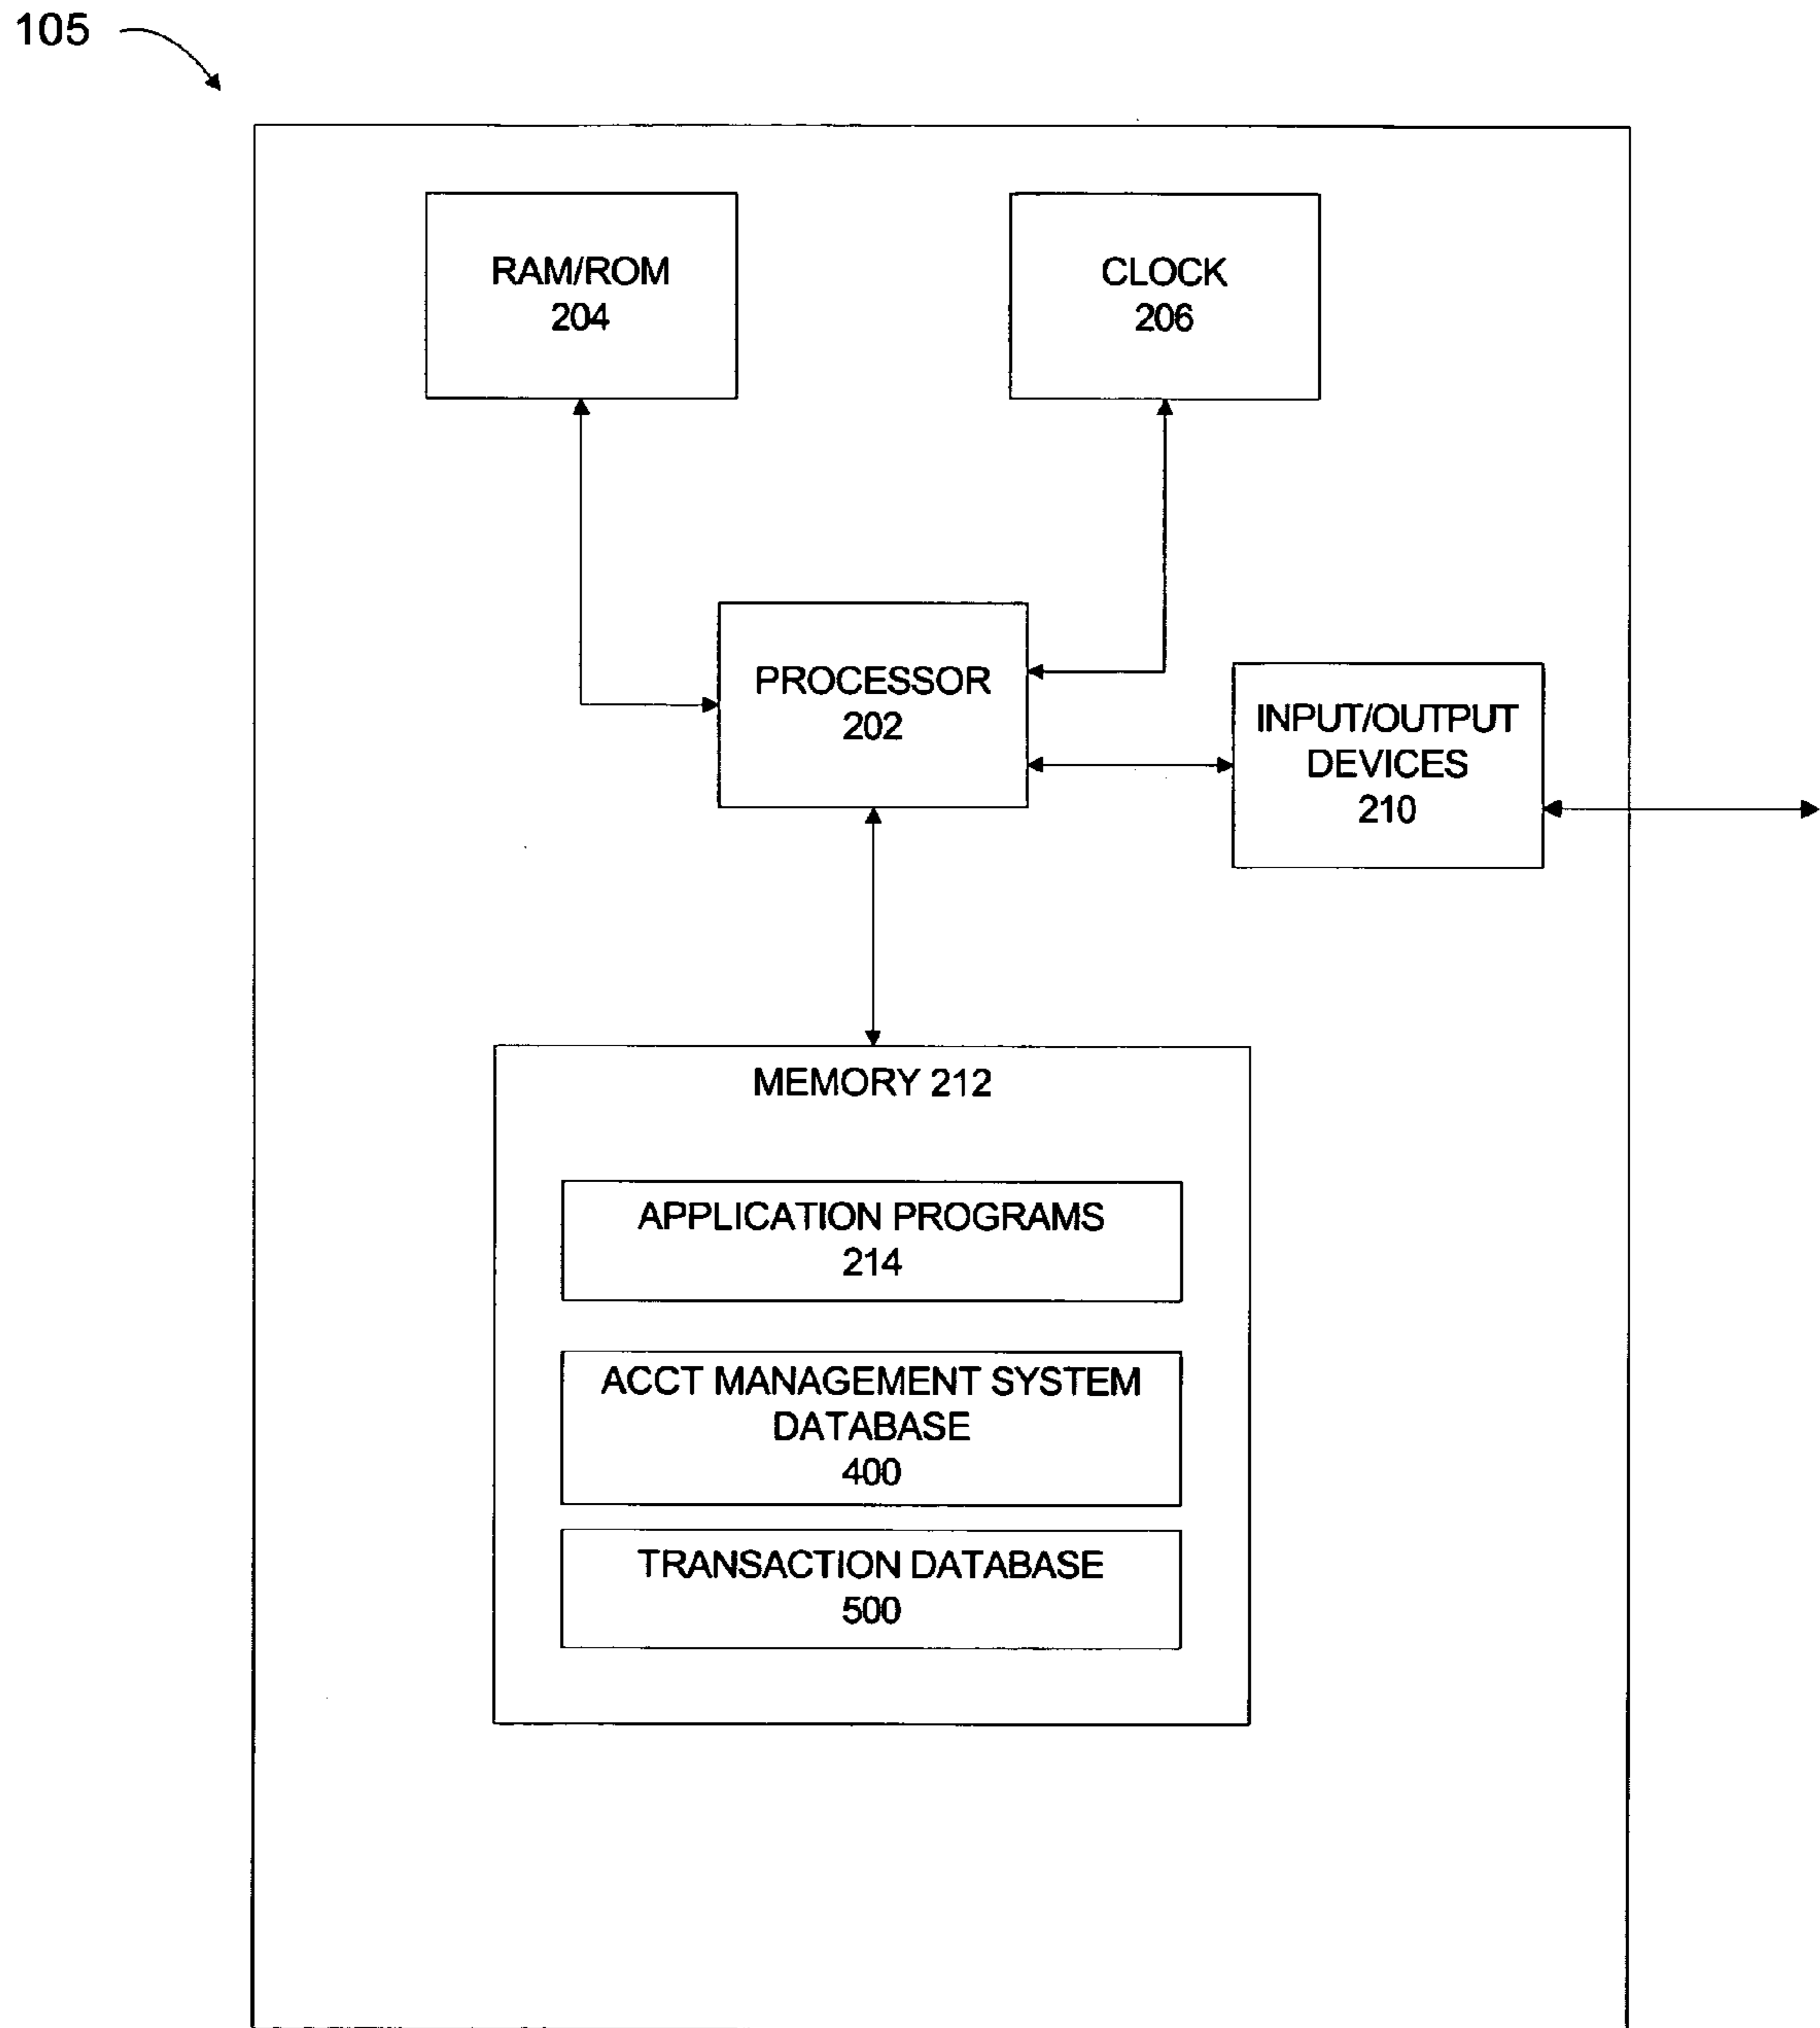 105
RAM/ROM
204
CLOCK
206
PROCESSOR
202
INPUT/OUTPUT
DEVICES
210
MEMORY 212
APPLICATION PROGRAMS
214
ACCT MANAGEMENT SYSTEM
DATABASE
400
TRANSACTION DATABASE
500